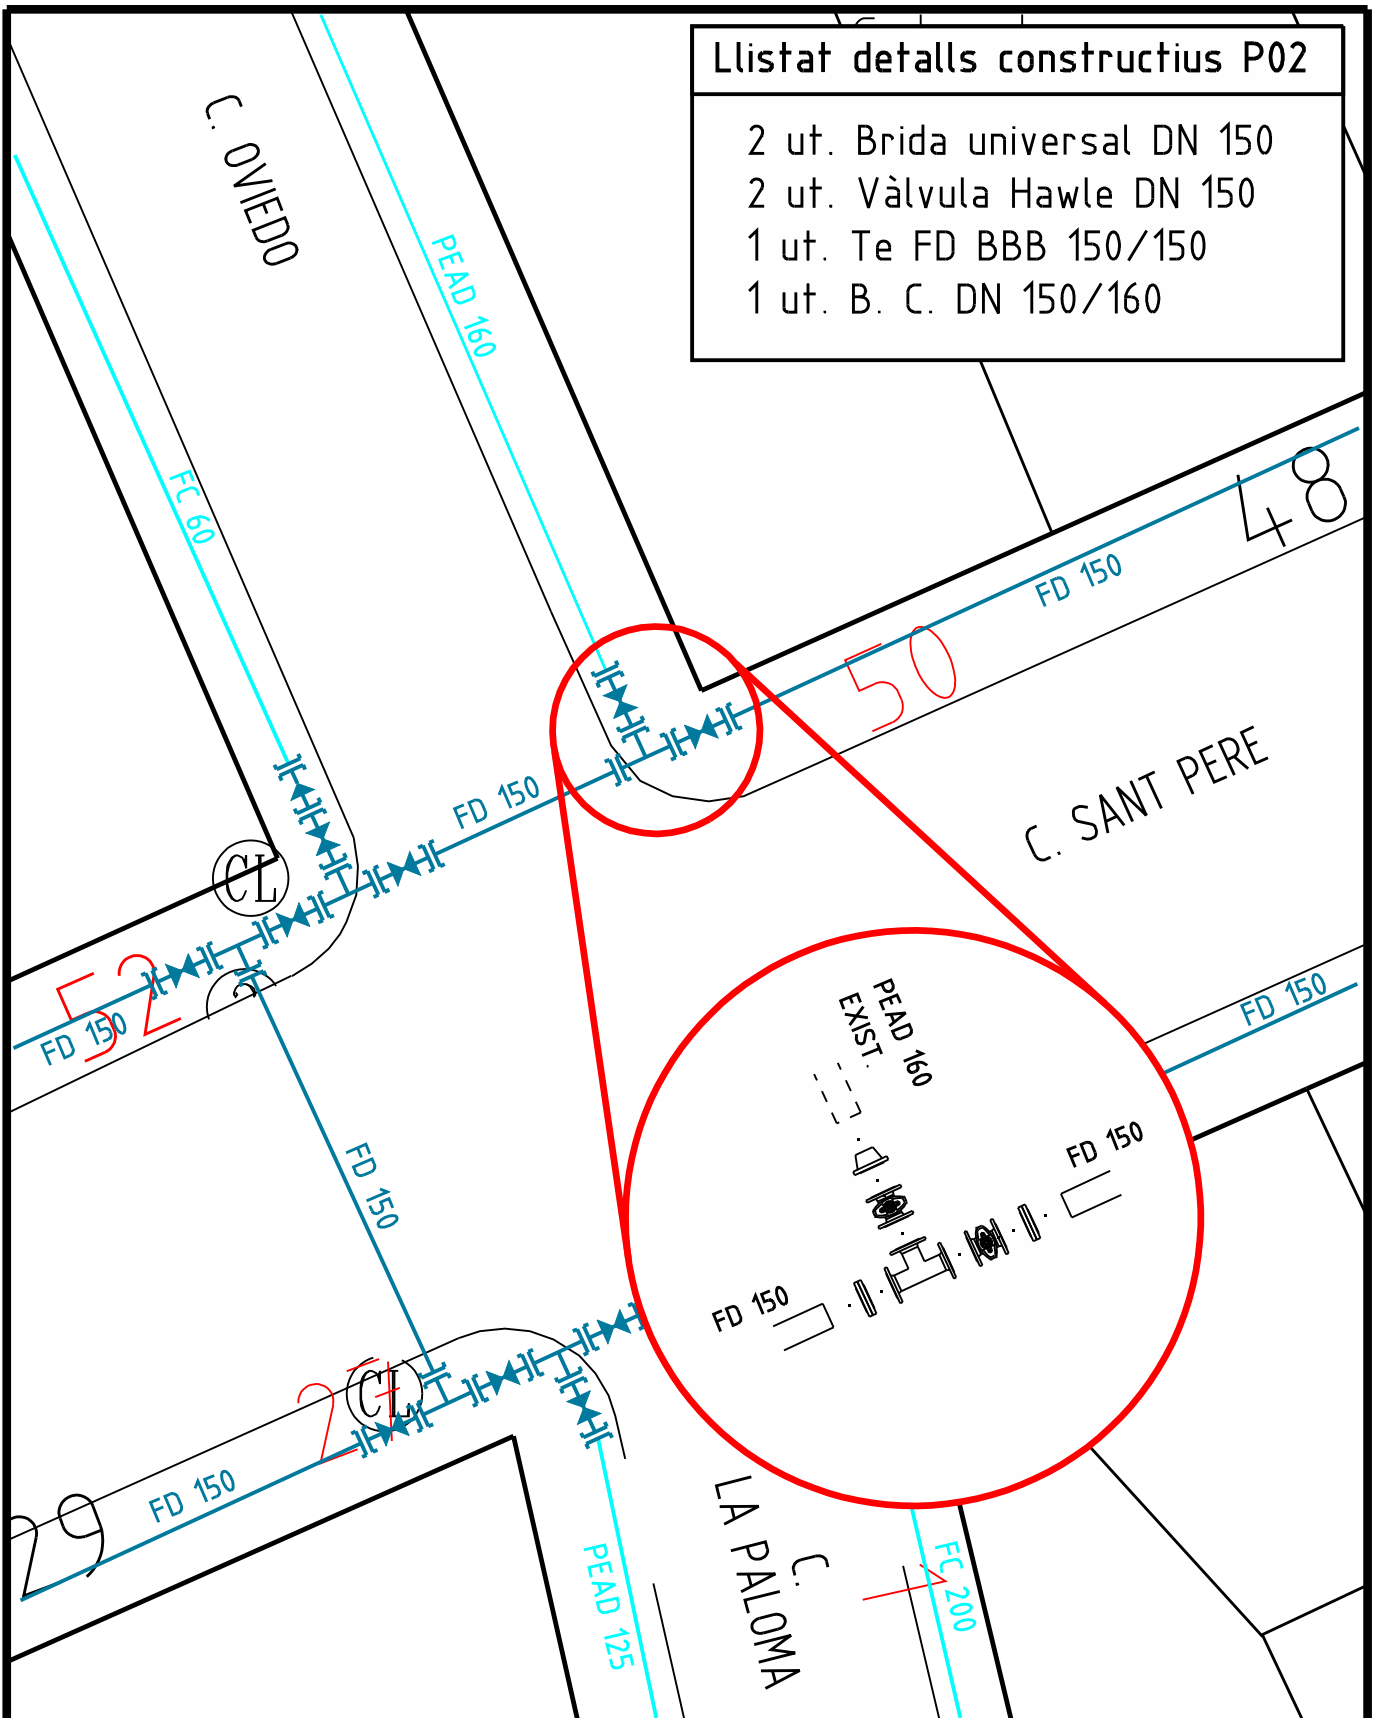 Llistat detalls constructius P02
2 ut. Brida universal DN 150
2 ut. Vàlvula Hawle DN 150
1 ut. Te FD BBB 150/150
1 ut. B. C. DN 150/160
C. OVIEDO
PEAD 160
FC 60
48
FD 150
50
C. SANT PERE
FD 150
CL
52
FD 150
FD 150
PEAD 160
EXIST.
FD 150
FD 150
FD 150
CL
FD 150
29
C.
LA PALOMA
PEAD 125
FC 200
1